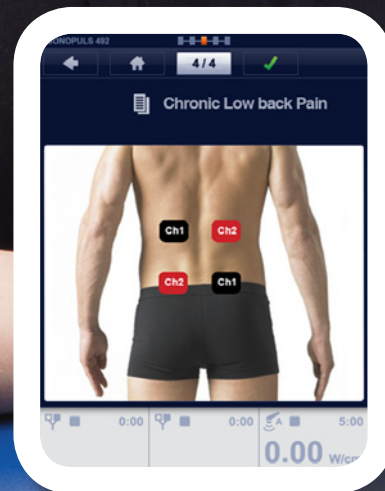 SONOPULS 492
4/4
Chronic Low back Pain
Ch1 Ch2
Ch2 Ch1
0:00 0:00 A 5:00
0.00 W/cm